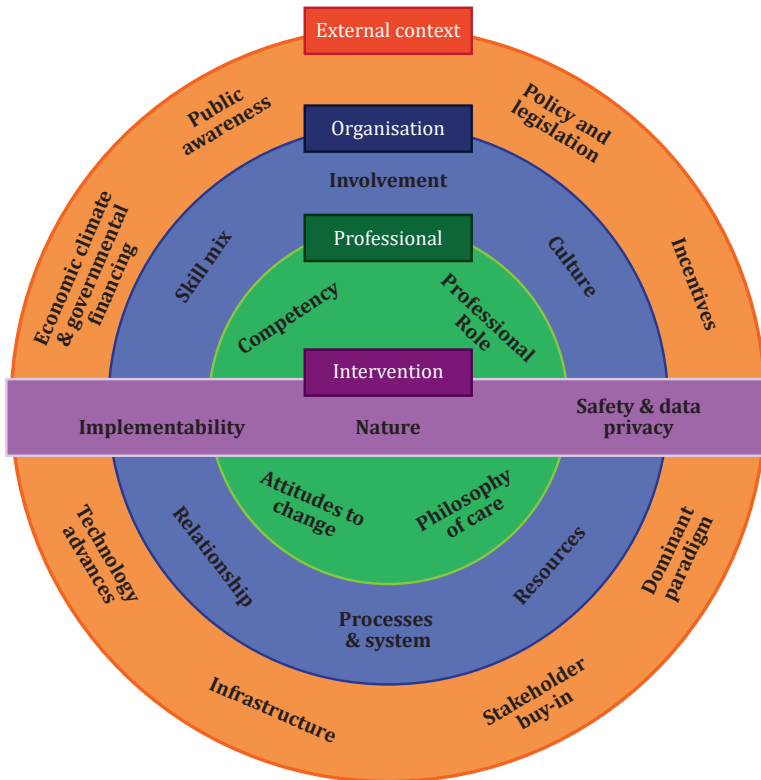 External context
Public
awareness
Policy and
legislation
Organisation
Involvement
Economic climate
& governmental
financing
Skill mix
Professional
Culture
Incentives
Competency
Professional
Role
Intervention
Implementability
Nature
Safety & data
privacy
Technology
advances
Relationship
Attitudes to
change
Philosophy
of care
Resources
Dominant
paradigm
Processes
& system
Infrastructure
Stakeholder
buy-in